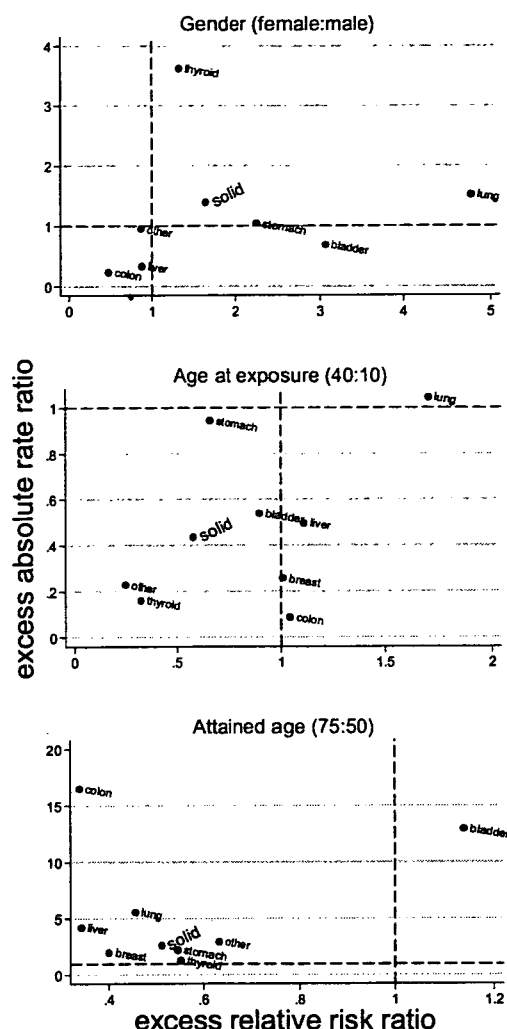 Gender (female:male)
4
thyroid
3
2
solid
lung
1
other
stomach
bladder
liver
colon
0
0 1 2 3 4 5
excess absolute rate ratio
Age at exposure (40:10)
lung
1
stomach
.8
.6
bladder
liver
solid
.4
breast
other
.2
thyroid
colon
0
0 .5 1 1.5 2
Attained age (75:50)
20
colon
15
bladder
10
lung
5
liver
solid
other
stomach
breast
thyroid
0
.4 .6 .8 1 1.2
excess relative risk ratio